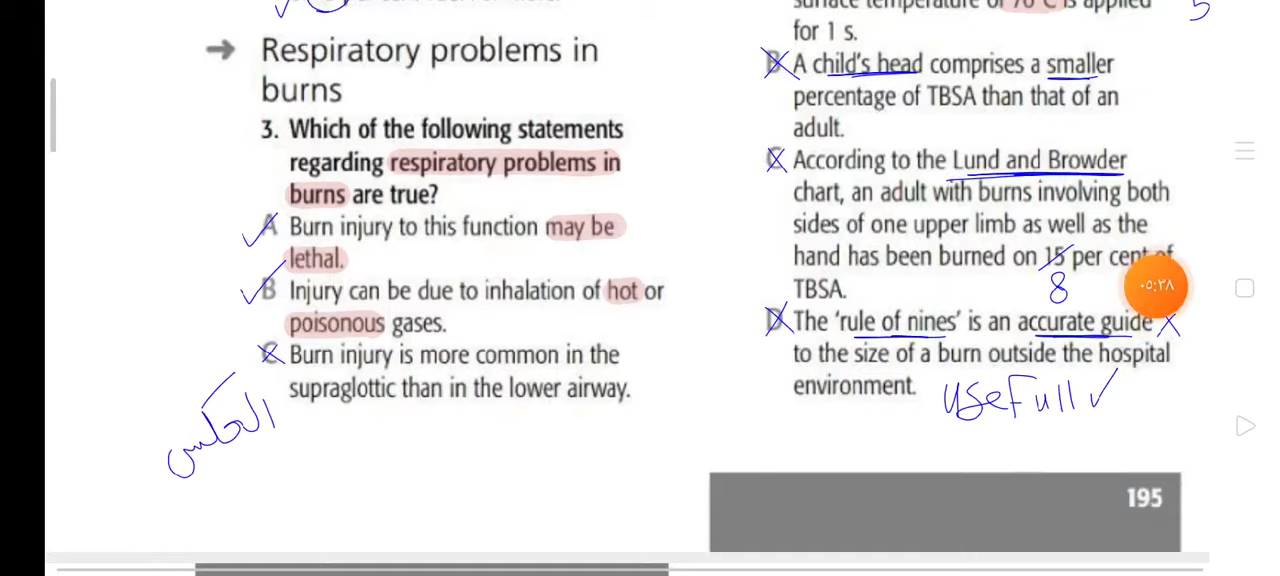 → Respiratory problems in
burns
3. Which of the following statements
regarding respiratory problems in
burns are true?
A Burn injury to this function may be
lethal.
B Injury can be due to inhalation of hot or
poisonous gases.
C Burn injury is more common in the
supraglottic than in the lower airway.
العكس
surface temperature of 70°C is applied
for 1 s.
B A child's head comprises a smaller
percentage of TBSA than that of an
adult.
C According to the Lund and Browder
chart, an adult with burns involving both
sides of one upper limb as well as the
hand has been burned on 15 per cent of
TBSA.
8
D The 'rule of nines' is an accurate guide
to the size of a burn outside the hospital
environment.
usefull ✓
195
٠٥:٣٨